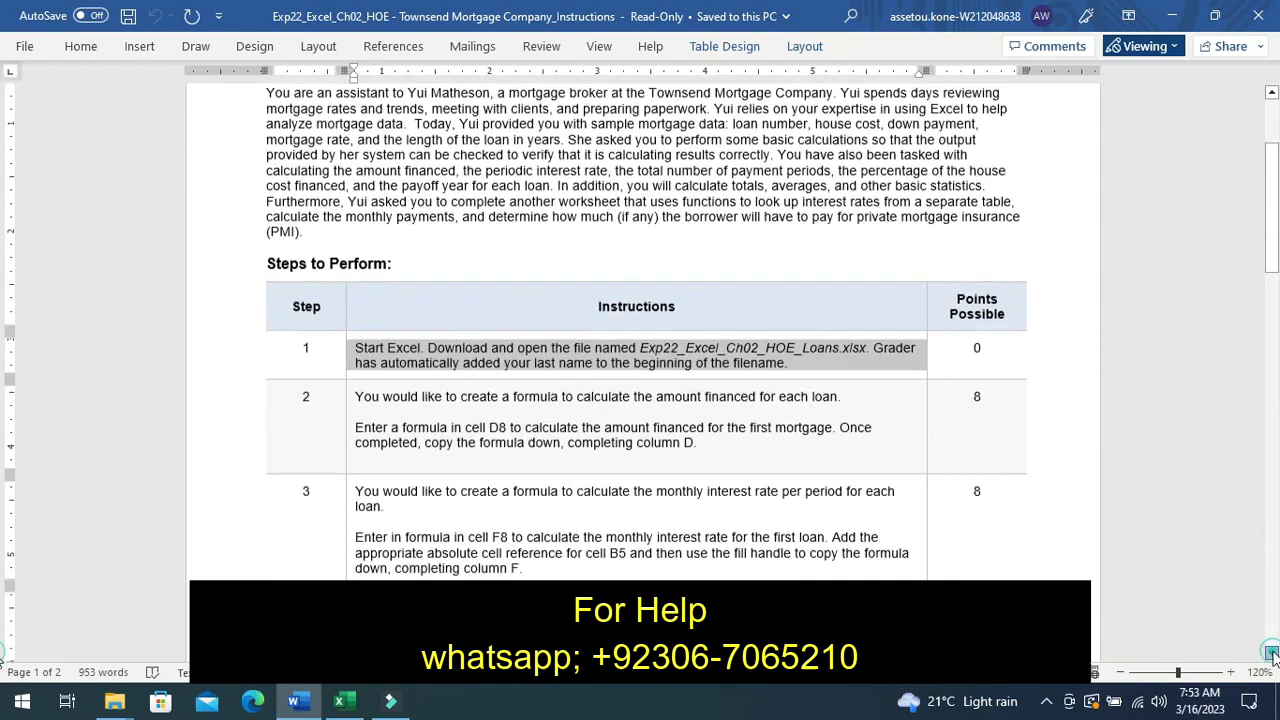 AutoSave Off
Exp22_Excel_Ch02_HOE - Townsend Mortgage Company_Instructions - Read-Only • Saved to this PC
assetou.kone-W212048638 AW
File Home Insert Draw Design Layout References Mailings Review View Help Table Design Layout Comments Viewing Share
1 2 3 4 5
You are an assistant to Yui Matheson, a mortgage broker at the Townsend Mortgage Company. Yui spends days reviewing
mortgage rates and trends, meeting with clients, and preparing paperwork. Yui relies on your expertise in using Excel to help
analyze mortgage data. Today, Yui provided you with sample mortgage data: loan number, house cost, down payment,
mortgage rate, and the length of the loan in years. She asked you to perform some basic calculations so that the output
provided by her system can be checked to verify that it is calculating results correctly. You have also been tasked with
calculating the amount financed, the periodic interest rate, the total number of payment periods, the percentage of the house
cost financed, and the payoff year for each loan. In addition, you will calculate totals, averages, and other basic statistics.
Furthermore, Yui asked you to complete another worksheet that uses functions to look up interest rates from a separate table,
calculate the monthly payments, and determine how much (if any) the borrower will have to pay for private mortgage insurance
(PMI).
Steps to Perform:
Step Instructions Points Possible
1 Start Excel. Download and open the file named Exp22_Excel_Ch02_HOE_Loans.xlsx. Grader 0
has automatically added your last name to the beginning of the filename.
2 You would like to create a formula to calculate the amount financed for each loan. 8
Enter a formula in cell D8 to calculate the amount financed for the first mortgage. Once
completed, copy the formula down, completing column D.
3 You would like to create a formula to calculate the monthly interest rate per period for each 8
loan.
Enter in formula in cell F8 to calculate the monthly interest rate for the first loan. Add the
appropriate absolute cell reference for cell B5 and then use the fill handle to copy the formula
down, completing column F.
For Help
whatsapp; +92306-7065210
Page 1 of 2 953 words 120%
21°C Light rain
7:53 AM
3/16/2023